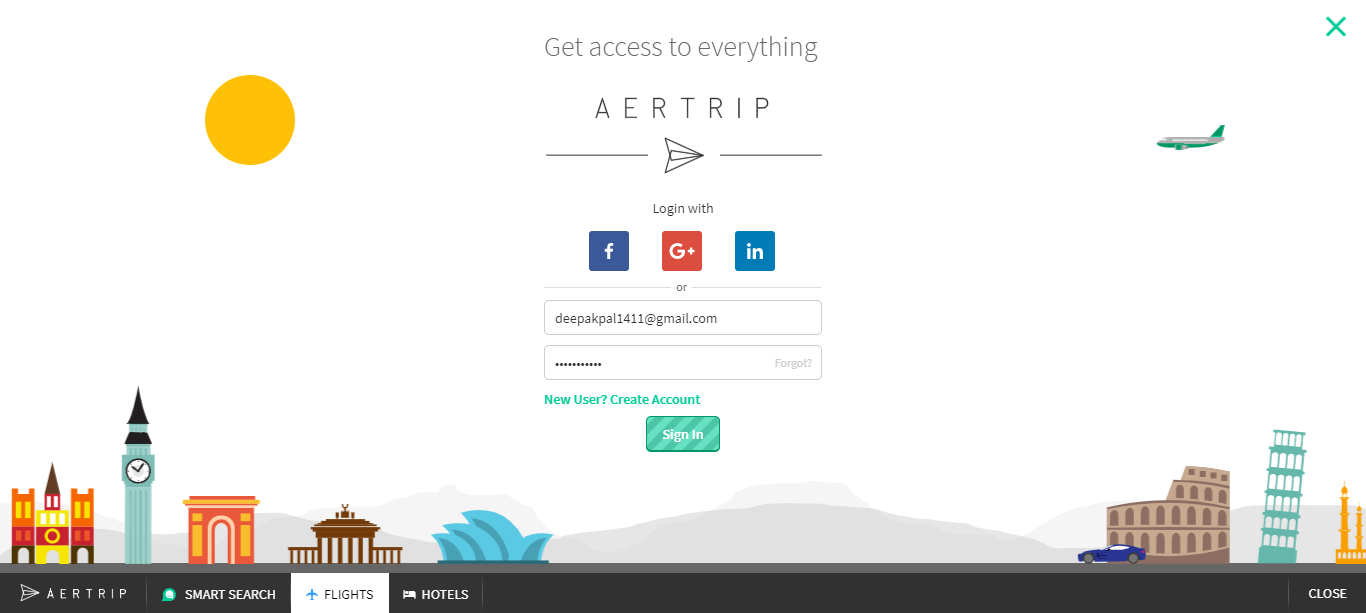 Get access to everything
AERTRIP
Login with
f G+ in
or
deepakpal1411@gmail.com
••••••••••• Forgot?
New User? Create Account
Sign In
AERTRIP SMART SEARCH FLIGHTS HOTELS CLOSE